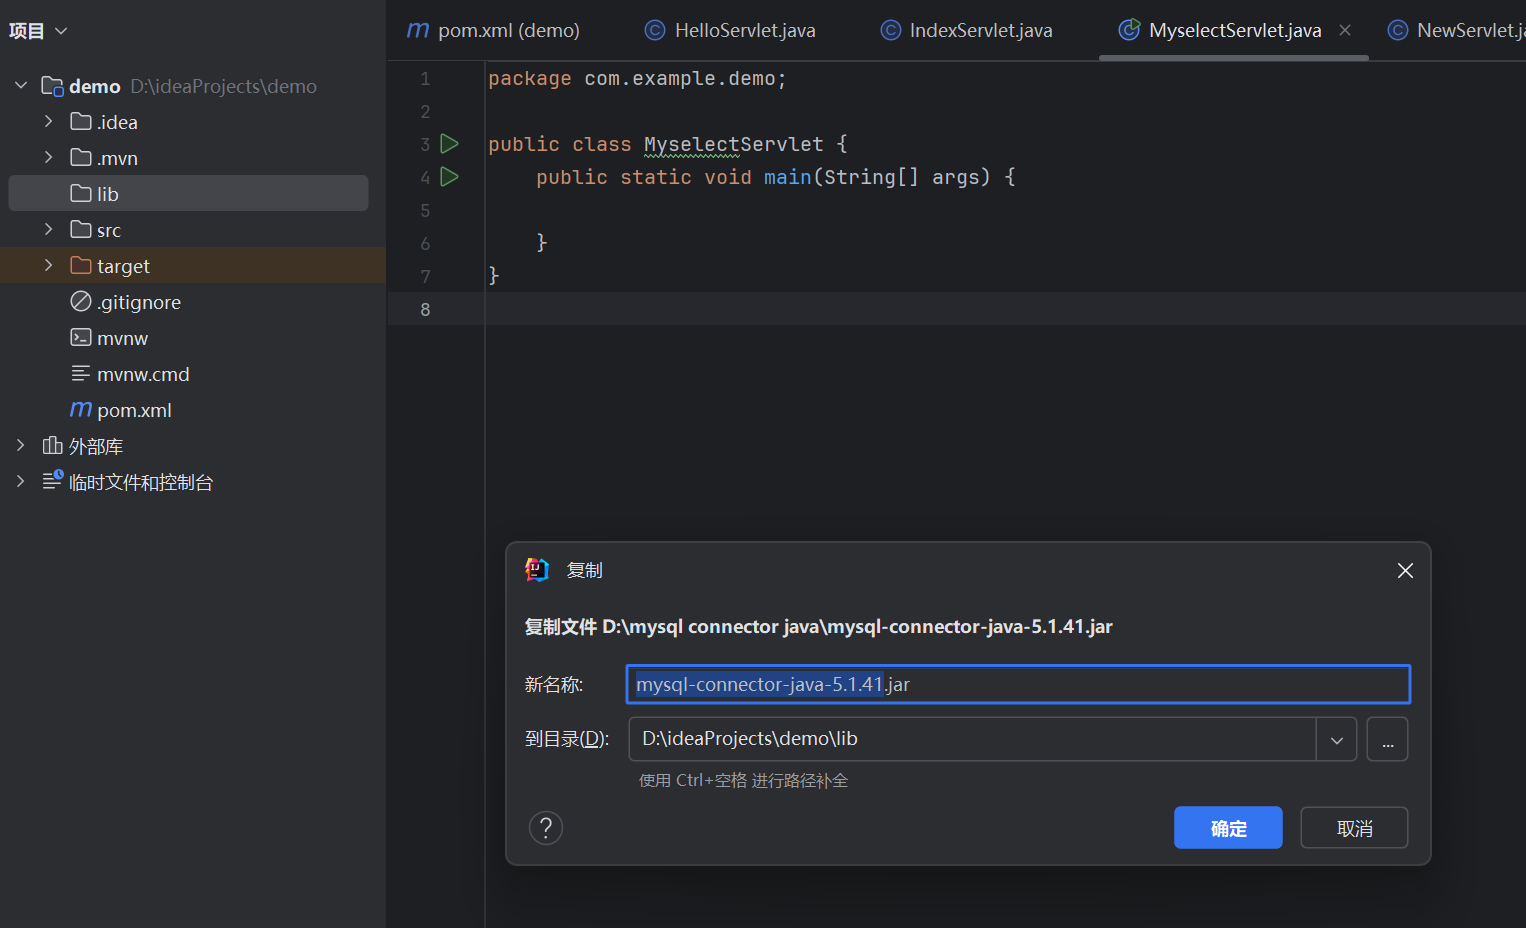 项目
demo D:\ideaProjects\demo
.idea
.mvn
lib
src
target
.gitignore
mvnw
mvnw.cmd
m pom.xml
外部库
临时文件和控制台
m pom.xml (demo) C HelloServlet.java C IndexServlet.java C MyselectServlet.java C NewServlet.ja
1 package com.example.demo;
2
3 public class MyselectServlet {
4 public static void main(String[] args) {
5
6 }
7 }
8
IJ 复制
复制文件 D:\mysql connector java\mysql-connector-java-5.1.41.jar
新名称: mysql-connector-java-5.1.41.jar
到目录(D): D:\ideaProjects\demo\lib ...
使用 Ctrl+空格 进行路径补全
? 确定 取消